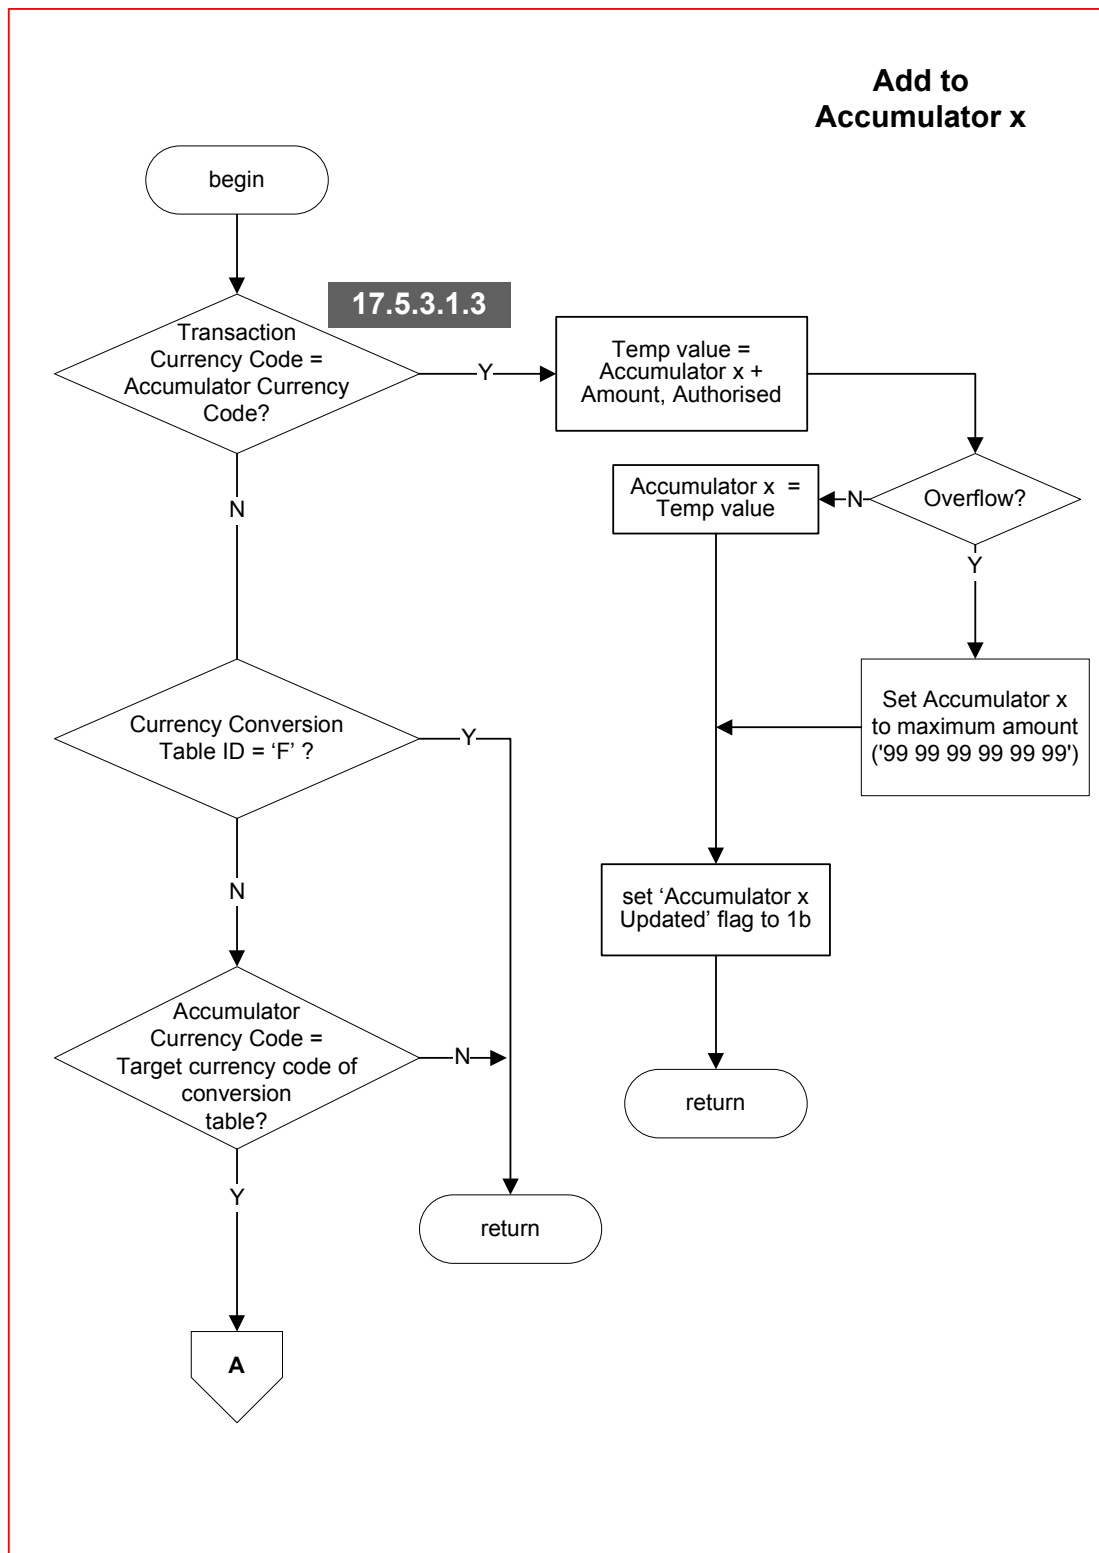 Add to
Accumulator x
begin
17.5.3.1.3
Transaction
Currency Code =
Accumulator Currency
Code?
Y
Temp value =
Accumulator x +
Amount, Authorised
N
Accumulator x =
Temp value
N
Overflow?
Y
Currency Conversion
Table ID = ‘F’ ?
Y
Set Accumulator x
to maximum amount
('99 99 99 99 99 99')
N
set ‘Accumulator x
Updated’ flag to 1b
Accumulator
Currency Code =
Target currency code of
conversion
table?
N
return
Y
return
A